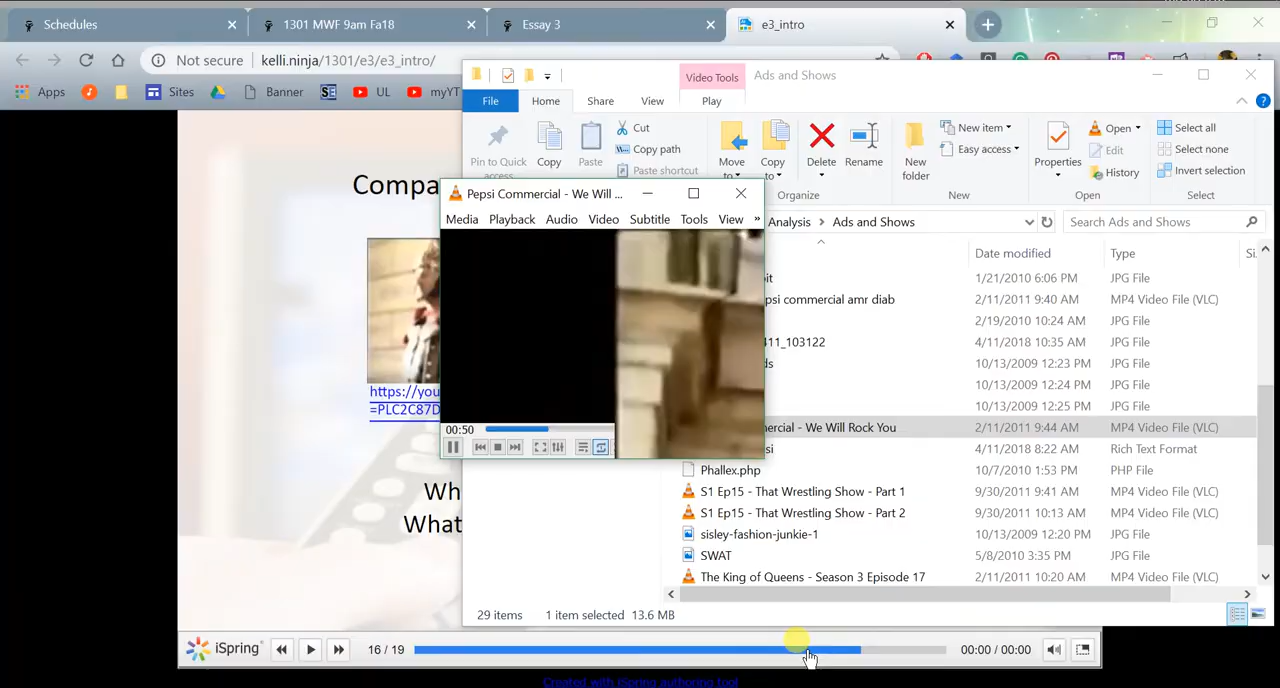 Schedules
1301 MWF 9am Fa18
Essay 3
e3_intro
Not secure kelli.ninja/1301/e3/e3_intro/
Apps
Sites
Banner
UL
myYT
Video Tools
Ads and Shows
File
Home
Share
View
Play
Pin to Quick
access
Copy
Paste
Cut
Copy path
Paste shortcut
Move
to
Copy
to
Delete
Rename
Organize
New
folder
New item
Easy access
New
Properties
Open
Edit
History
Open
Select all
Select none
Invert selection
Select
Analysis > Ads and Shows
Search Ads and Shows
Date modified
Type
Si
1/21/2010 6:06 PM JPG File
psi commercial amr diab 2/11/2011 9:40 AM MP4 Video File (VLC)
2/19/2010 10:24 AM JPG File
411_103122 4/11/2018 10:35 AM JPG File
ds 10/13/2009 12:23 PM JPG File
10/13/2009 12:24 PM JPG File
10/13/2009 12:25 PM JPG File
ercial - We Will Rock You 2/11/2011 9:44 AM MP4 Video File (VLC)
si 4/11/2018 8:22 AM Rich Text Format
Phallex.php 10/7/2010 1:53 PM PHP File
S1 Ep15 - That Wrestling Show - Part 1 9/30/2011 9:41 AM MP4 Video File (VLC)
S1 Ep15 - That Wrestling Show - Part 2 9/30/2011 10:13 AM MP4 Video File (VLC)
sisley-fashion-junkie-1 10/13/2009 12:20 PM JPG File
SWAT 5/8/2010 3:35 PM JPG File
The King of Queens - Season 3 Episode 17 2/11/2011 10:20 AM MP4 Video File (VLC)
29 items 1 item selected 13.6 MB
Pepsi Commercial - We Will ...
Media Playback Audio Video Subtitle Tools View »
00:50
Compa
https://you
=PLC2C87D
Wh
What
iSpring
16 / 19
00:00 / 00:00
Created with iSpring authoring tool